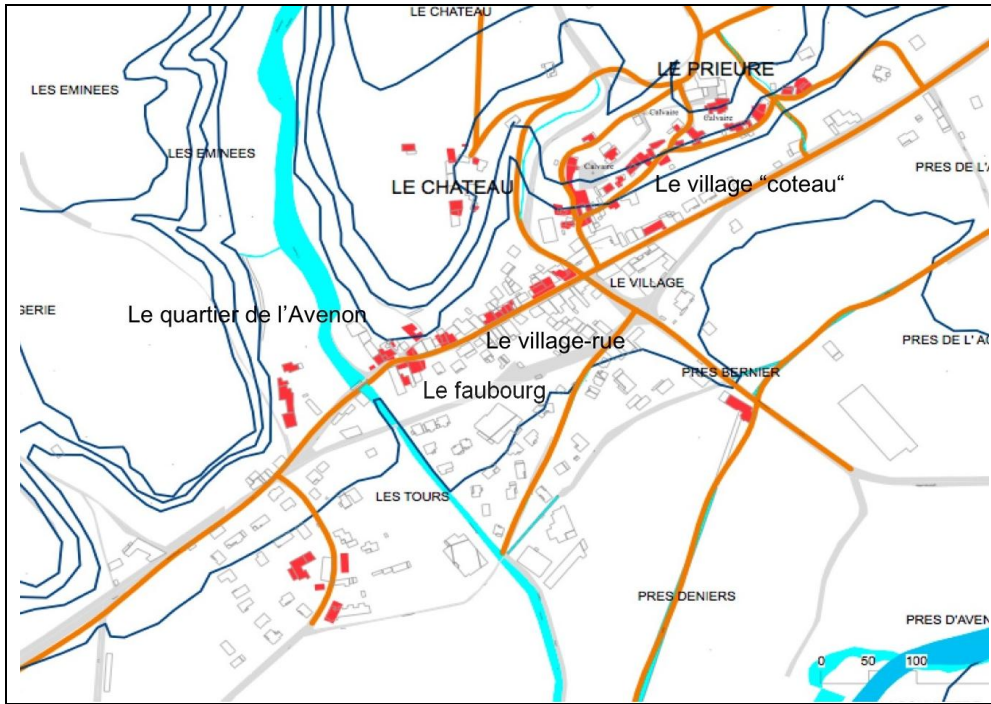 LE CHATEAU
LE PRIEURE
LES EMINEES
Calvaire
Calvaire
LES EMINEES
Calvaire
PRES DE L'A
LE CHATEAU
Le village “coteau“
LE VILLAGE
SERIE
Le quartier de l’Avenon
Le village-rue
PRES DE L' AC
PRES BERNIER
Le faubourg
LES TOURS
PRES DENIERS
PRES D'AVEN
0 50 100